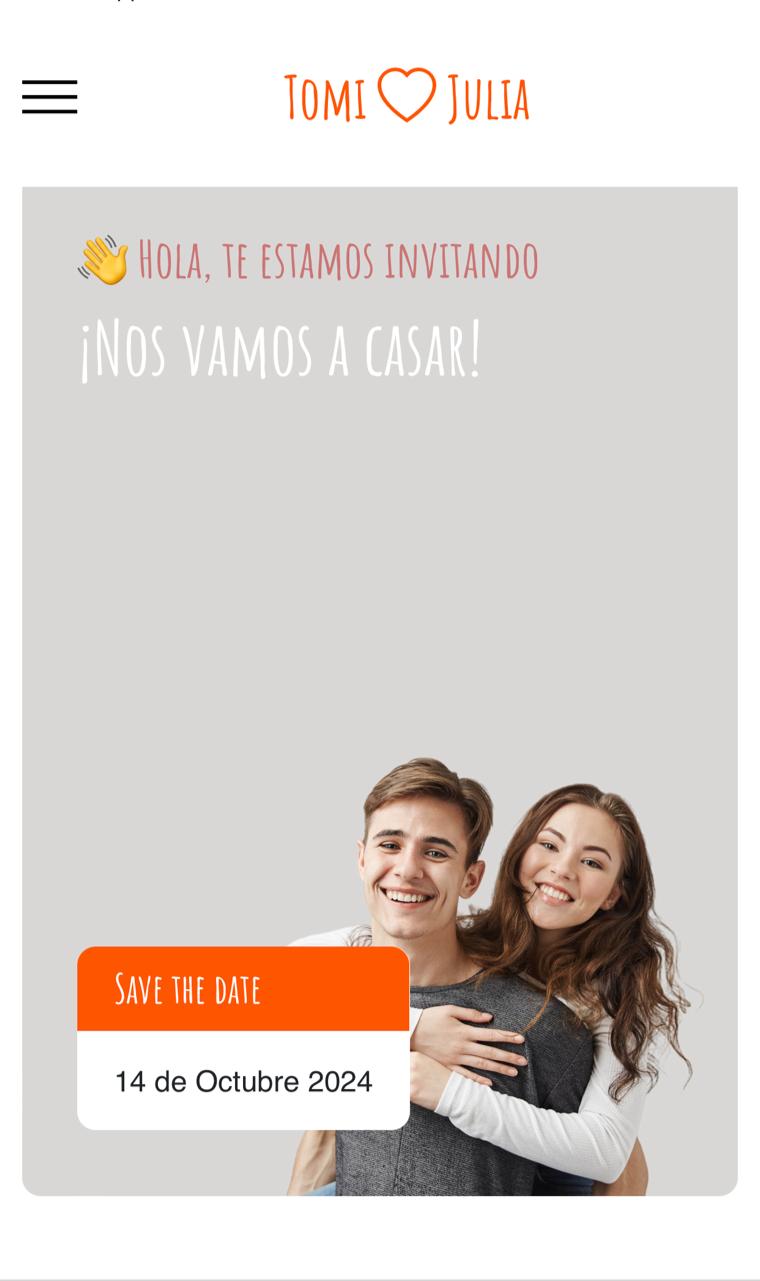 Tomi Julia
Hola, te estamos invitando
¡Nos vamos a casar!
Save the date
14 de Octubre 2024